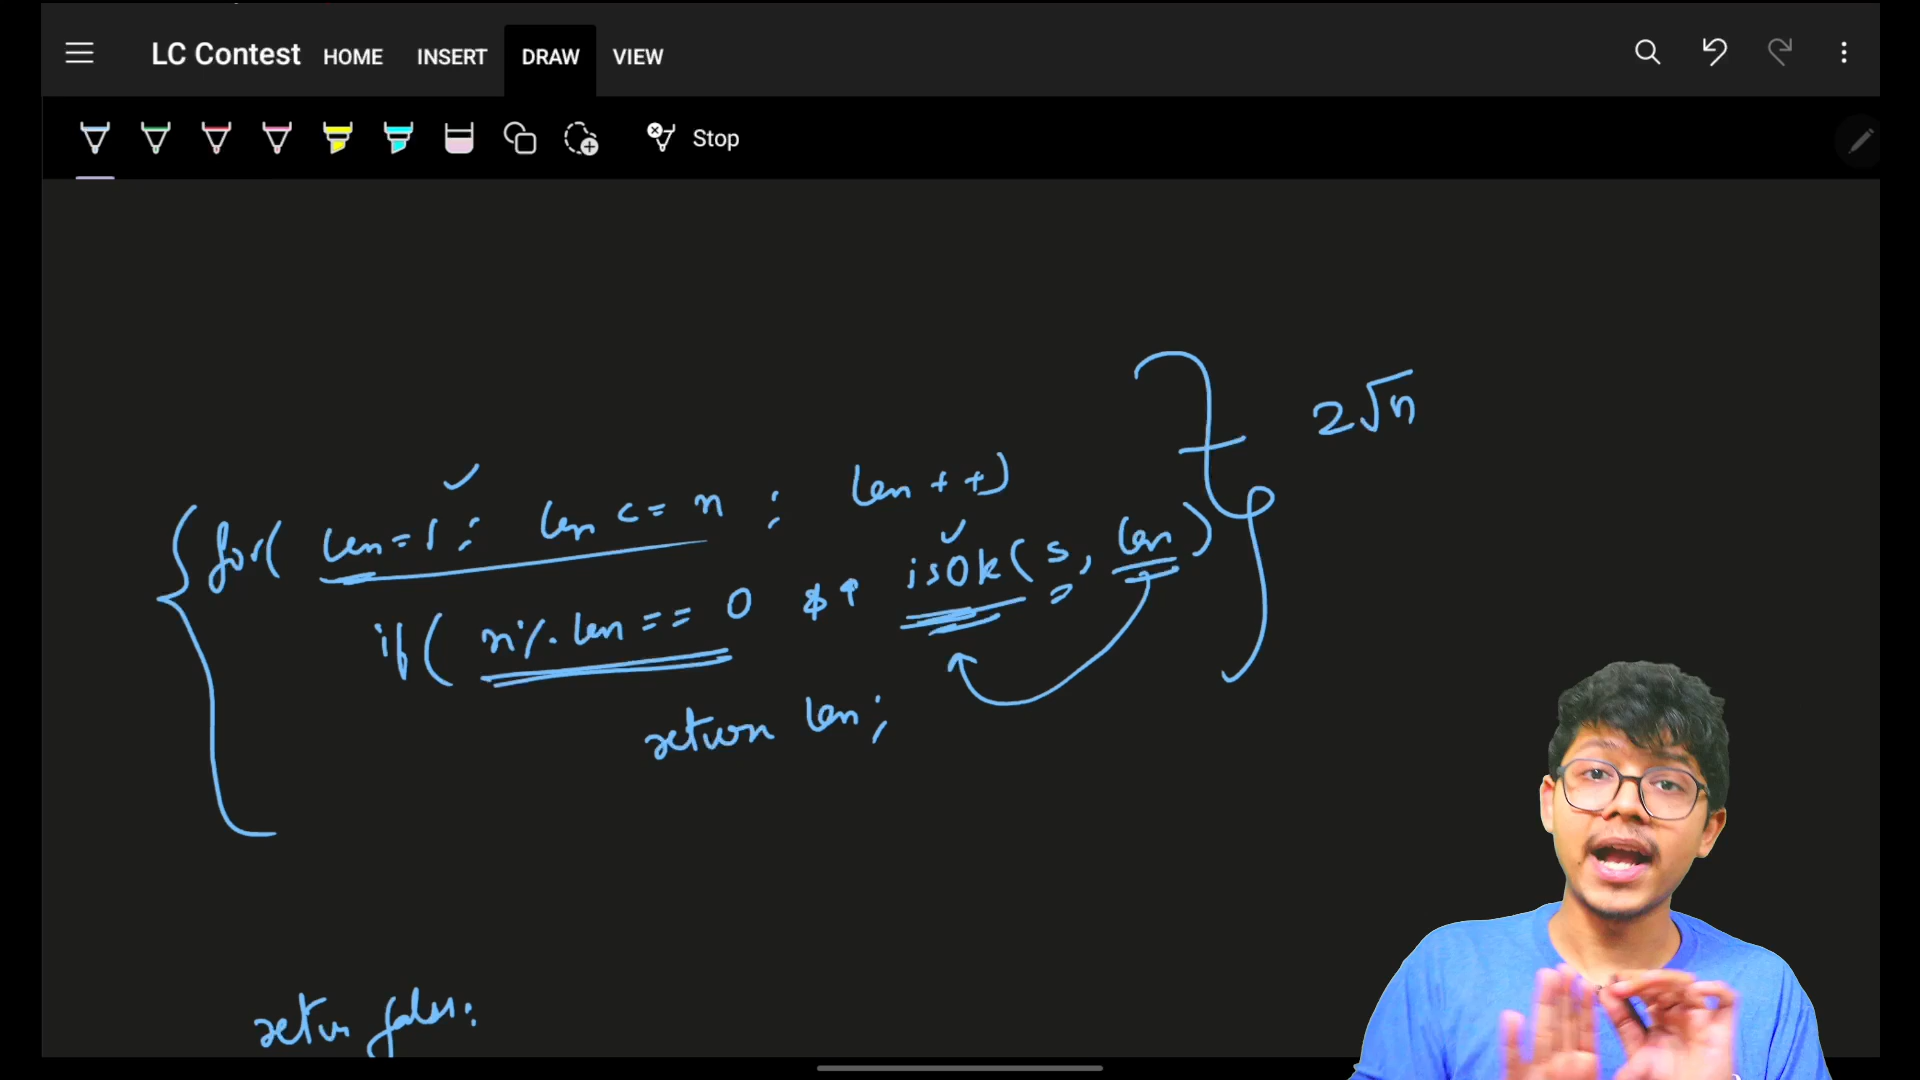 LC Contest HOME INSERT DRAW VIEW
Stop
2√n
for( len=1; len <= n ; len++)
if( n% len == 0 && isOk(s, len)
return len;
retur false;